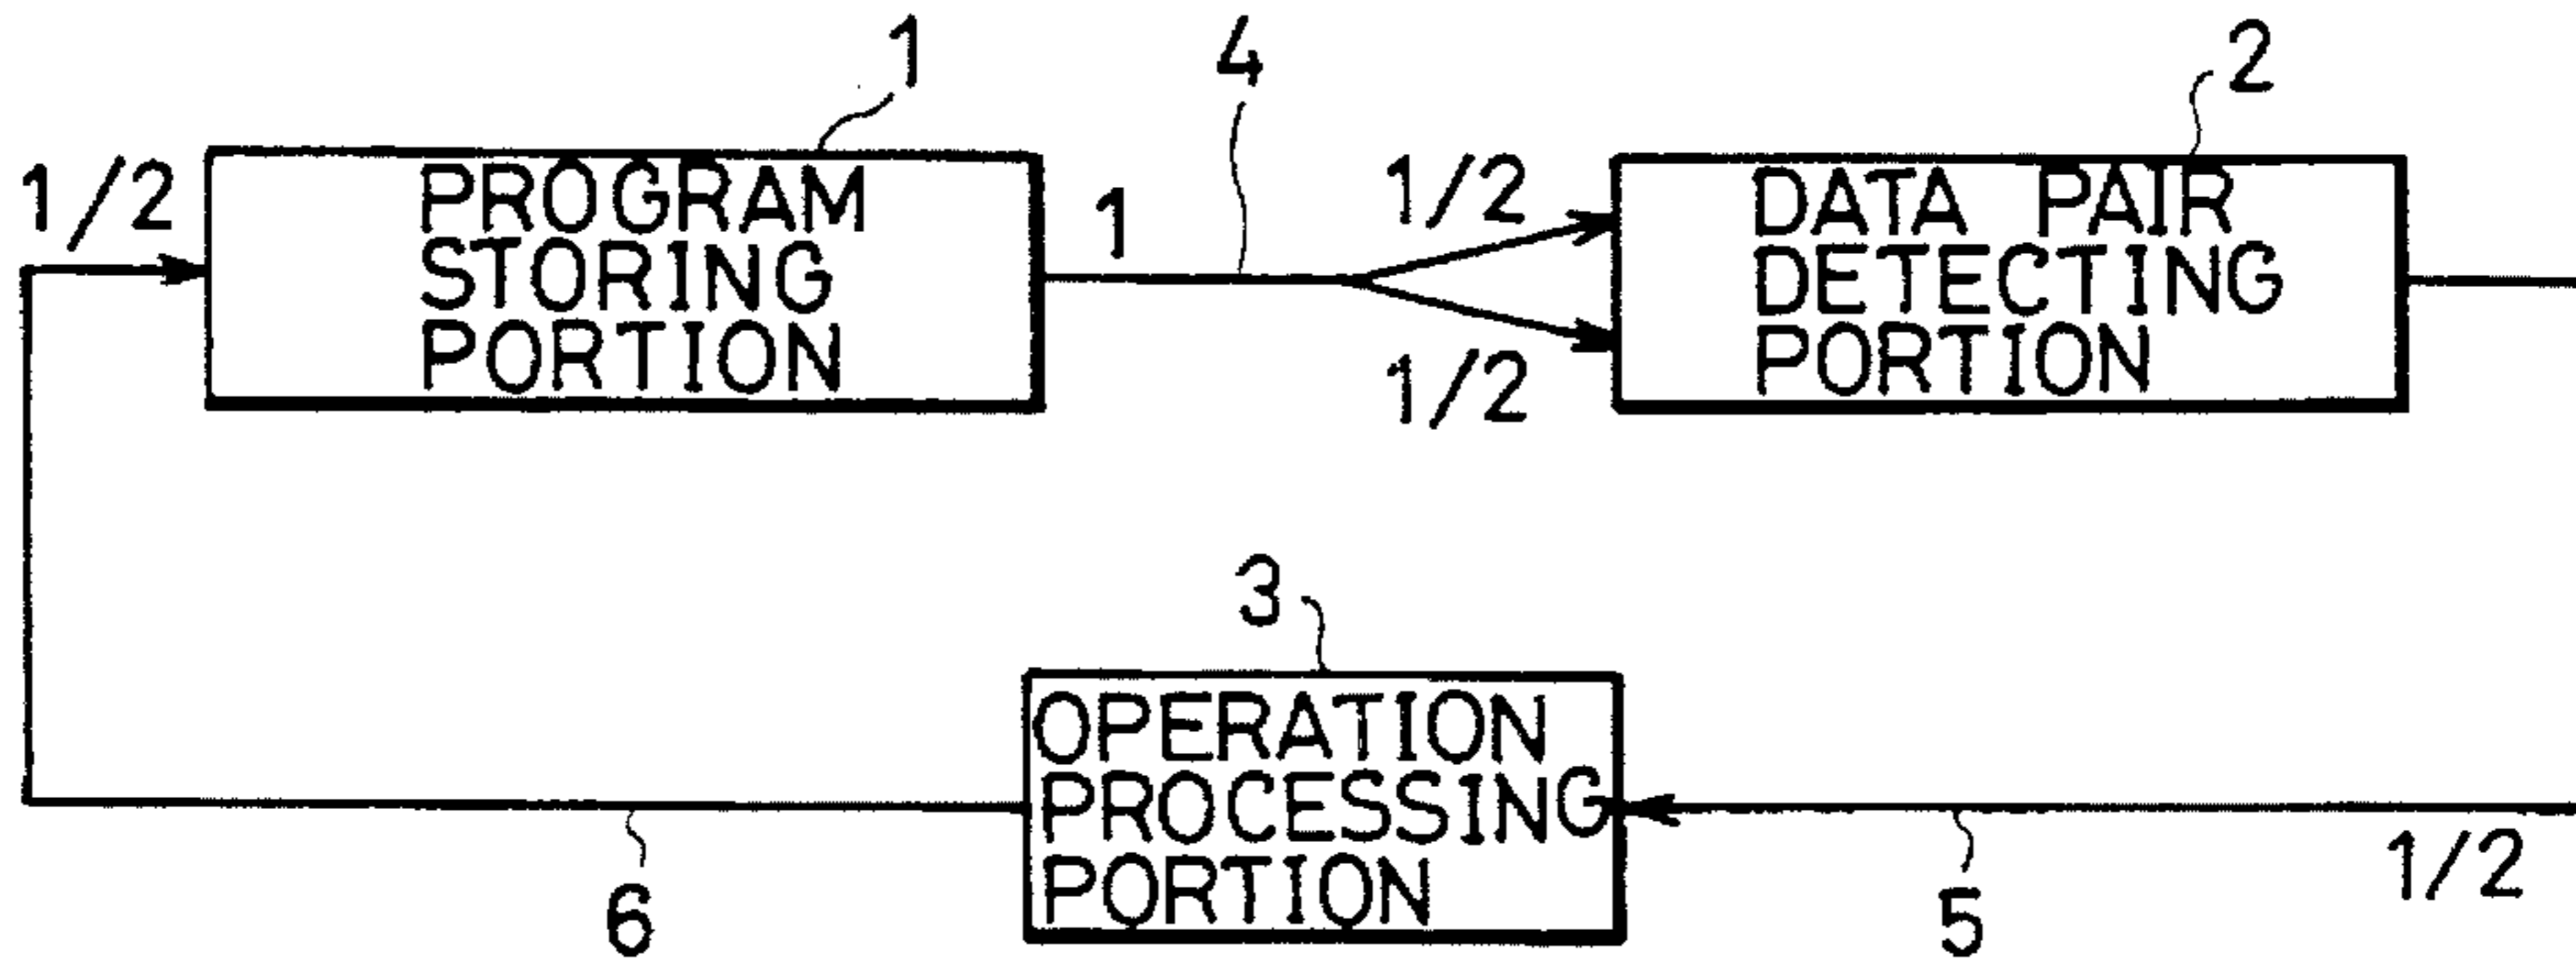 1
4
2
1/2
PROGRAM
STORING
PORTION
1
1/2
1/2
DATA PAIR
DETECTING
PORTION
3
OPERATION
PROCESSING
PORTION
6
5
1/2